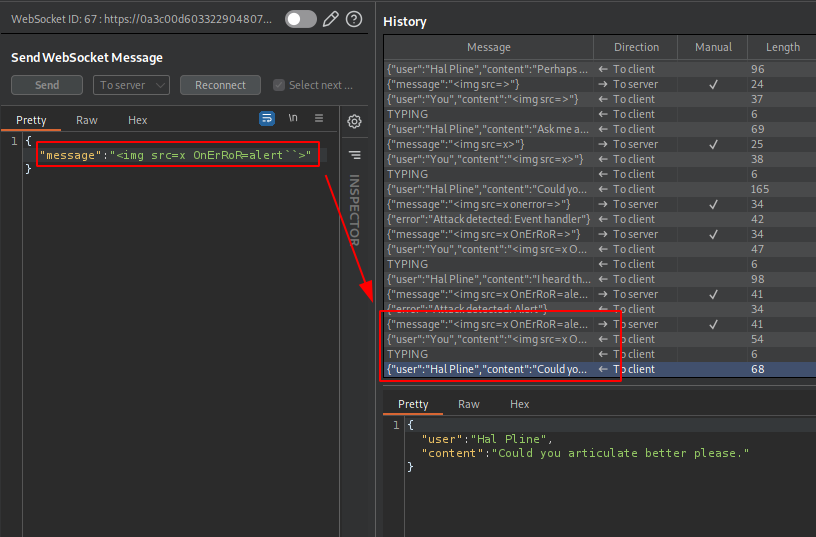 WebSocket ID: 67 : https://0a3c00d603322904807...
Send WebSocket Message
Send
To server
Reconnect
Select next ...
Pretty Raw Hex
\n
1 {
"message":"<img src=x OnErRoR=alert``>"
}
INSPECTOR
History
Message Direction Manual Length
{"user":"Hal Pline","content":"Perhaps ... ← To client 96
{"message":"<img src=>"} → To server ✓ 24
{"user":"You","content":"<img src=>"} ← To client 37
TYPING ← To client 6
{"user":"Hal Pline","content":"Ask me a... ← To client 69
{"message":"<img src=x>"} → To server ✓ 25
{"user":"You","content":"<img src=x>"} ← To client 38
TYPING ← To client 6
{"user":"Hal Pline","content":"Could yo... ← To client 165
{"message":"<img src=x onerror=>"} → To server ✓ 34
{"error":"Attack detected: Event handler"} ← To client 42
{"message":"<img src=x OnErRoR=>"} → To server ✓ 34
{"user":"You","content":"<img src=x O... ← To client 47
TYPING ← To client 6
{"user":"Hal Pline","content":"I heard th... ← To client 98
{"message":"<img src=x OnErRoR=ale... → To server ✓ 41
{"error":"Attack detected: Alert"} ← To client 34
{"message":"<img src=x OnErRoR=ale... → To server ✓ 41
{"user":"You","content":"<img src=x O... ← To client 54
TYPING ← To client 6
{"user":"Hal Pline","content":"Could yo... ← To client 68
Pretty Raw Hex
1 {
"user":"Hal Pline",
"content":"Could you articulate better please."
}